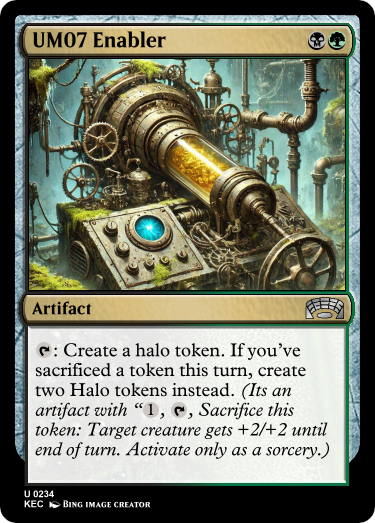 UM07 Enabler
Artifact
: Create a halo token. If you've
sacrificed a token this turn, create
two Halo tokens instead. (Its an
artifact with “1, , Sacrifice this
token: Target creature gets +2/+2 until
end of turn. Activate only as a sorcery.)
U 0234
KEC Bing Image Creator